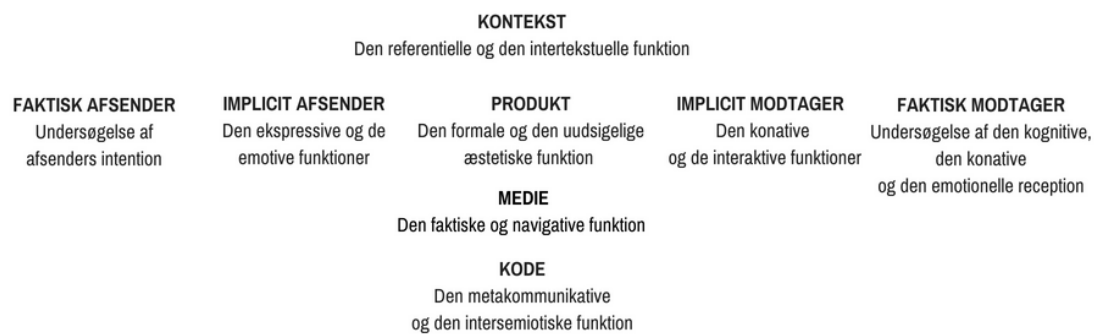 KONTEKST
Den referentielle og den intertekstuelle funktion
FAKTISK AFSENDER
Undersøgelse af
afsenders intention
IMPLICIT AFSENDER
Den ekspressive og de
emotive funktioner
PRODUKT
Den formale og den uudsigelige
æstetiske funktion
IMPLICIT MODTAGER
Den konative
og de interaktive funktioner
FAKTISK MODTAGER
Undersøgelse af den kognitive,
den konative
og den emotionelle reception
MEDIE
Den faktiske og navigative funktion
KODE
Den metakommunikative
og den intersemiotiske funktion